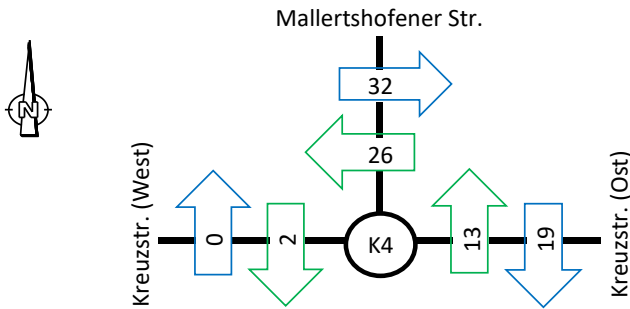 Mallertshofener Str.
N
32
26
Kreuzstr. (West)
0
2
K4
13
19
Kreuzstr. (Ost)